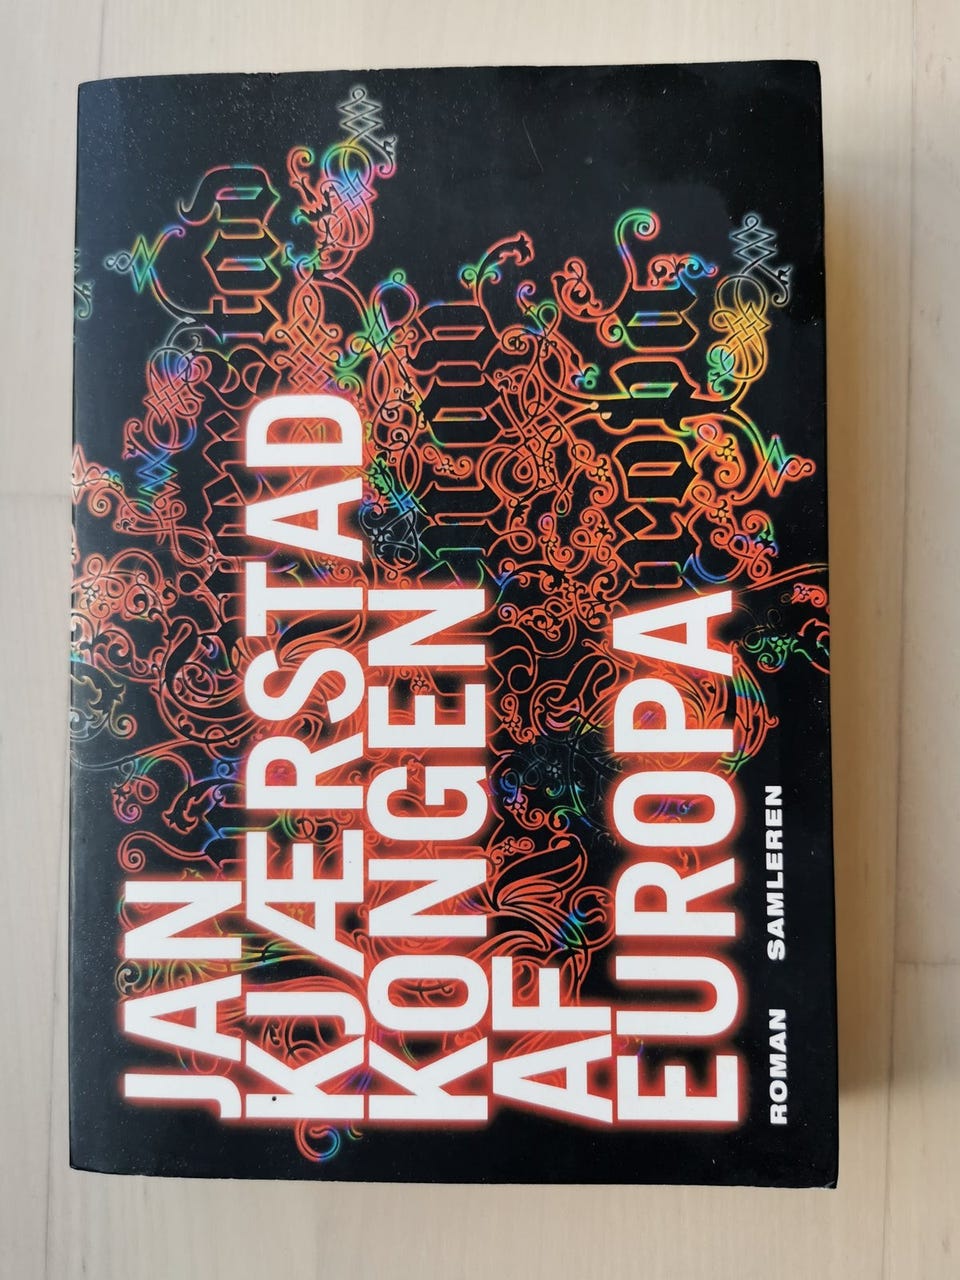 JAN
KJÆRSTAD
KONGEN
AF
EUROPA
ROMAN SAMLEREN